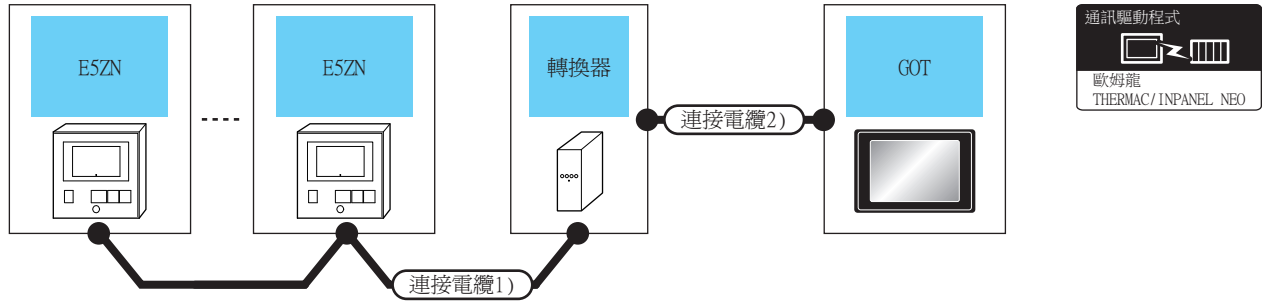 E5ZN
E5ZN
轉換器
GOT
連接電纜2)
連接電纜1)
通訊驅動程式
歐姆龍
THERMAC/INPANEL NEO